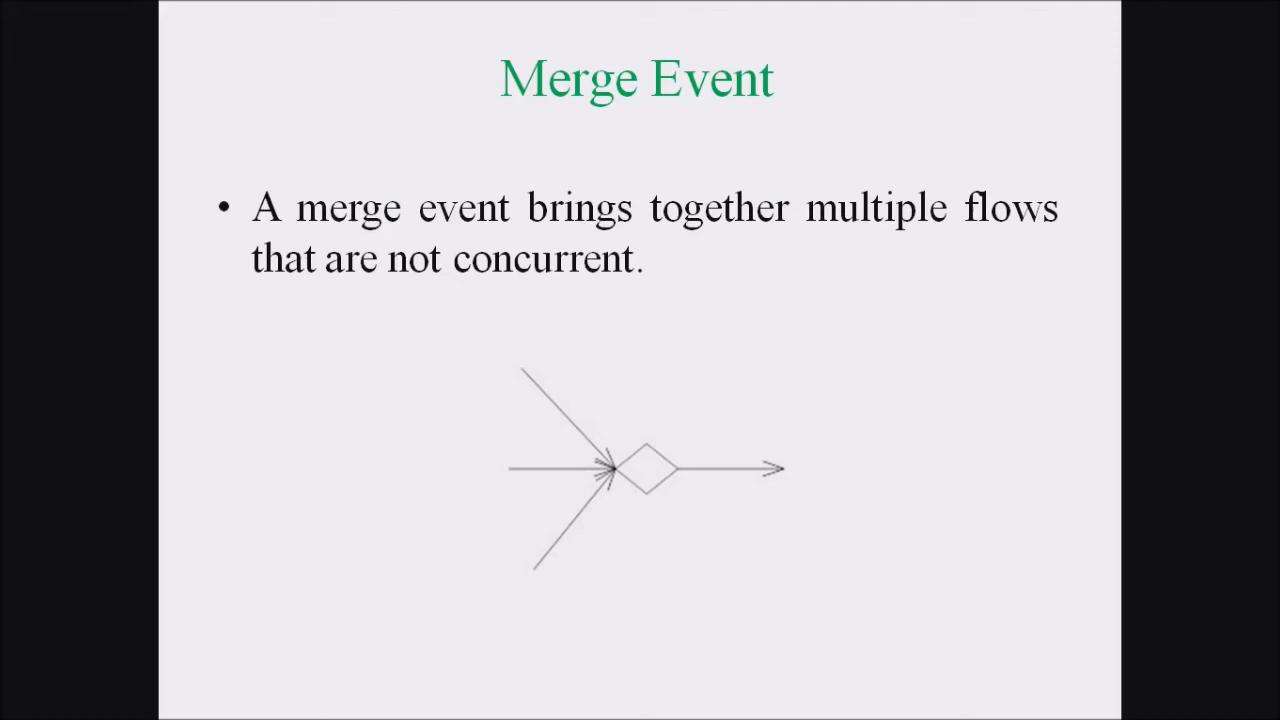 Merge Event
• A merge event brings together multiple flows
that are not concurrent.